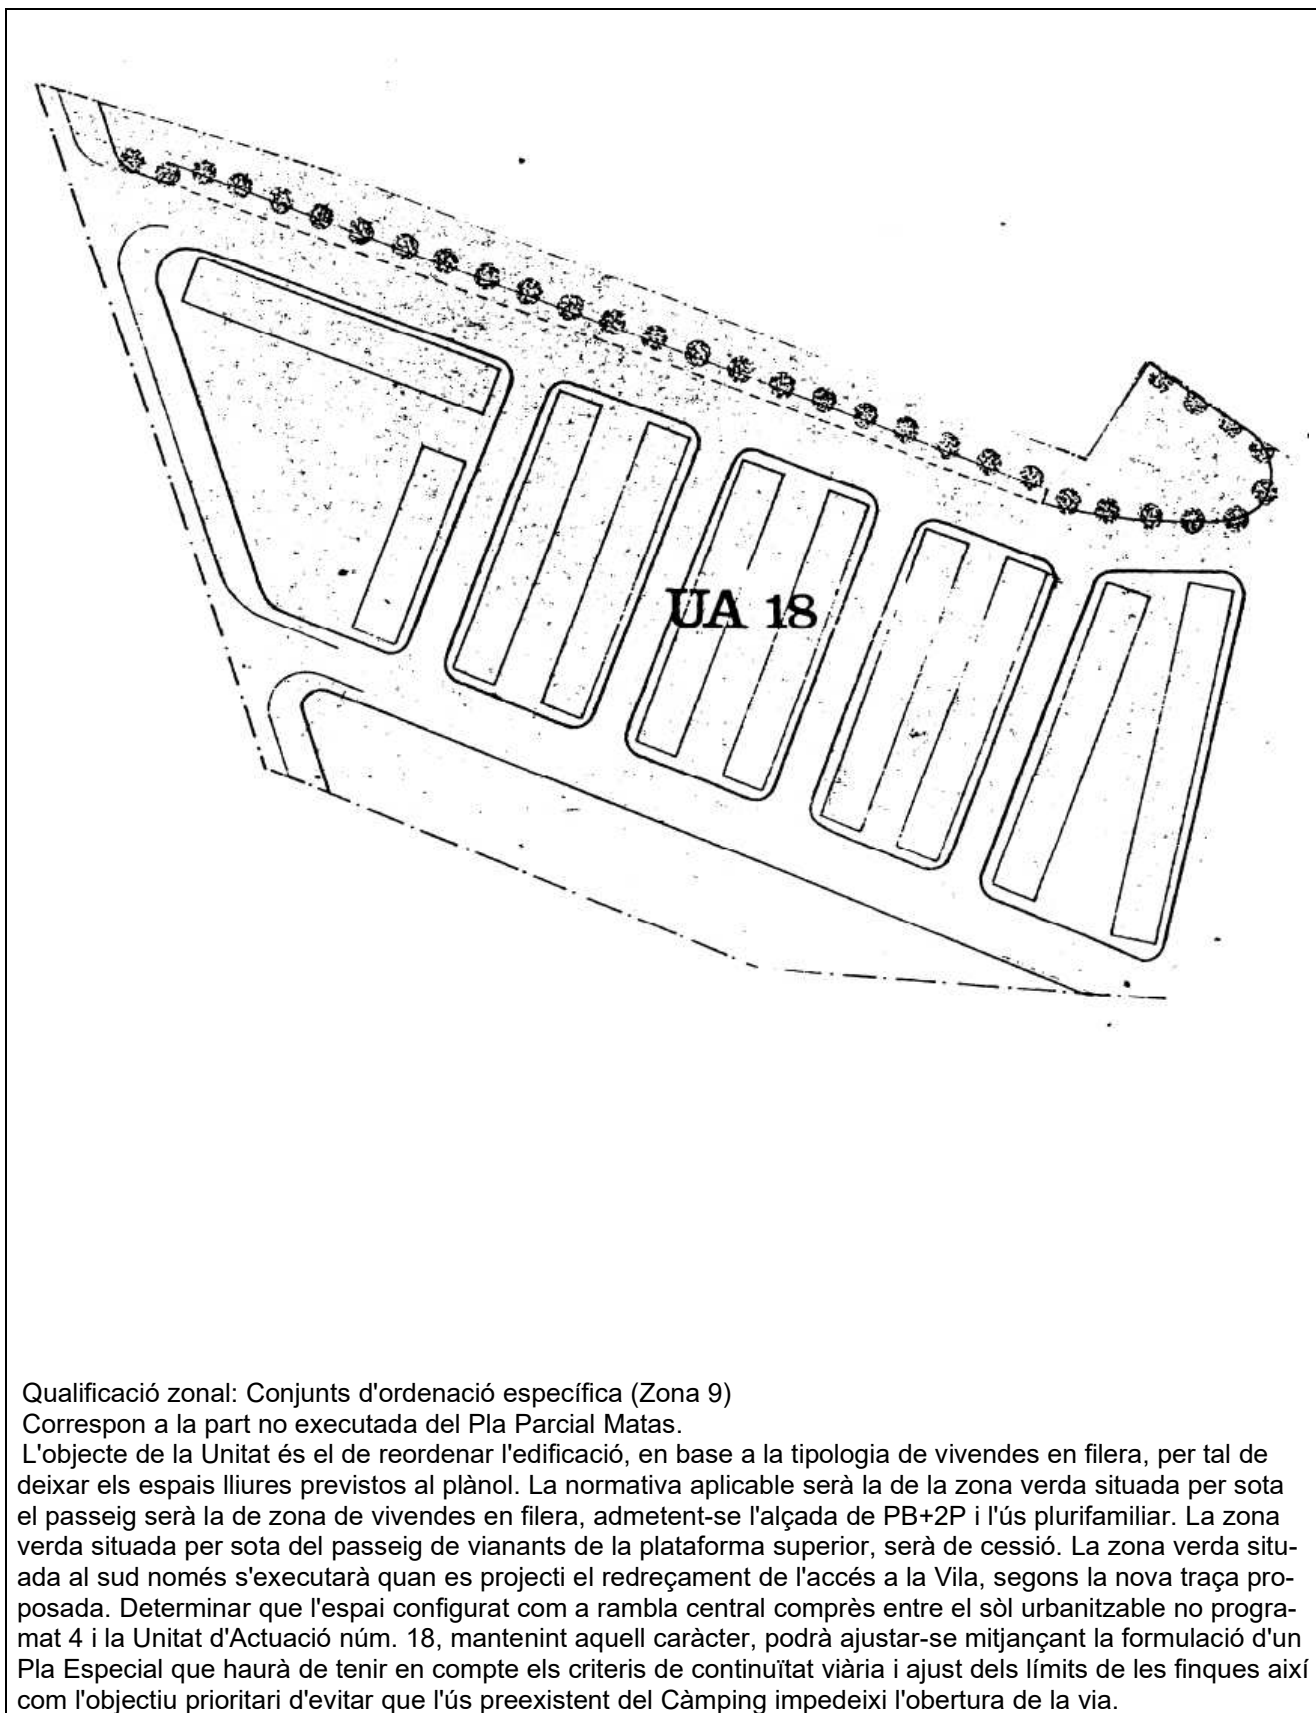 UA 18
Qualificació zonal: Conjunts d'ordenació específica (Zona 9)
Correspon a la part no executada del Pla Parcial Matas.
L'objecte de la Unitat és el de reordenar l'edificació, en base a la tipologia de vivendes en filera, per tal de
deixar els espais lliures previstos al plànol. La normativa aplicable serà la de la zona verda situada per sota
el passeig serà la de zona de vivendes en filera, admetent-se l'alçada de PB+2P i l'ús plurifamiliar. La zona
verda situada per sota del passeig de vianants de la plataforma superior, serà de cessió. La zona verda situ-
ada al sud només s'executarà quan es projecti el redreçament de l'accés a la Vila, segons la nova traça pro-
posada. Determinar que l'espai configurat com a rambla central comprès entre el sòl urbanitzable no progra-
mat 4 i la Unitat d'Actuació núm. 18, mantenint aquell caràcter, podrà ajustar-se mitjançant la formulació d'un
Pla Especial que haurà de tenir en compte els criteris de continuïtat viària i ajust dels límits de les finques així
com l'objectiu prioritari d'evitar que l'ús preexistent del Càmping impedeixi l'obertura de la via.